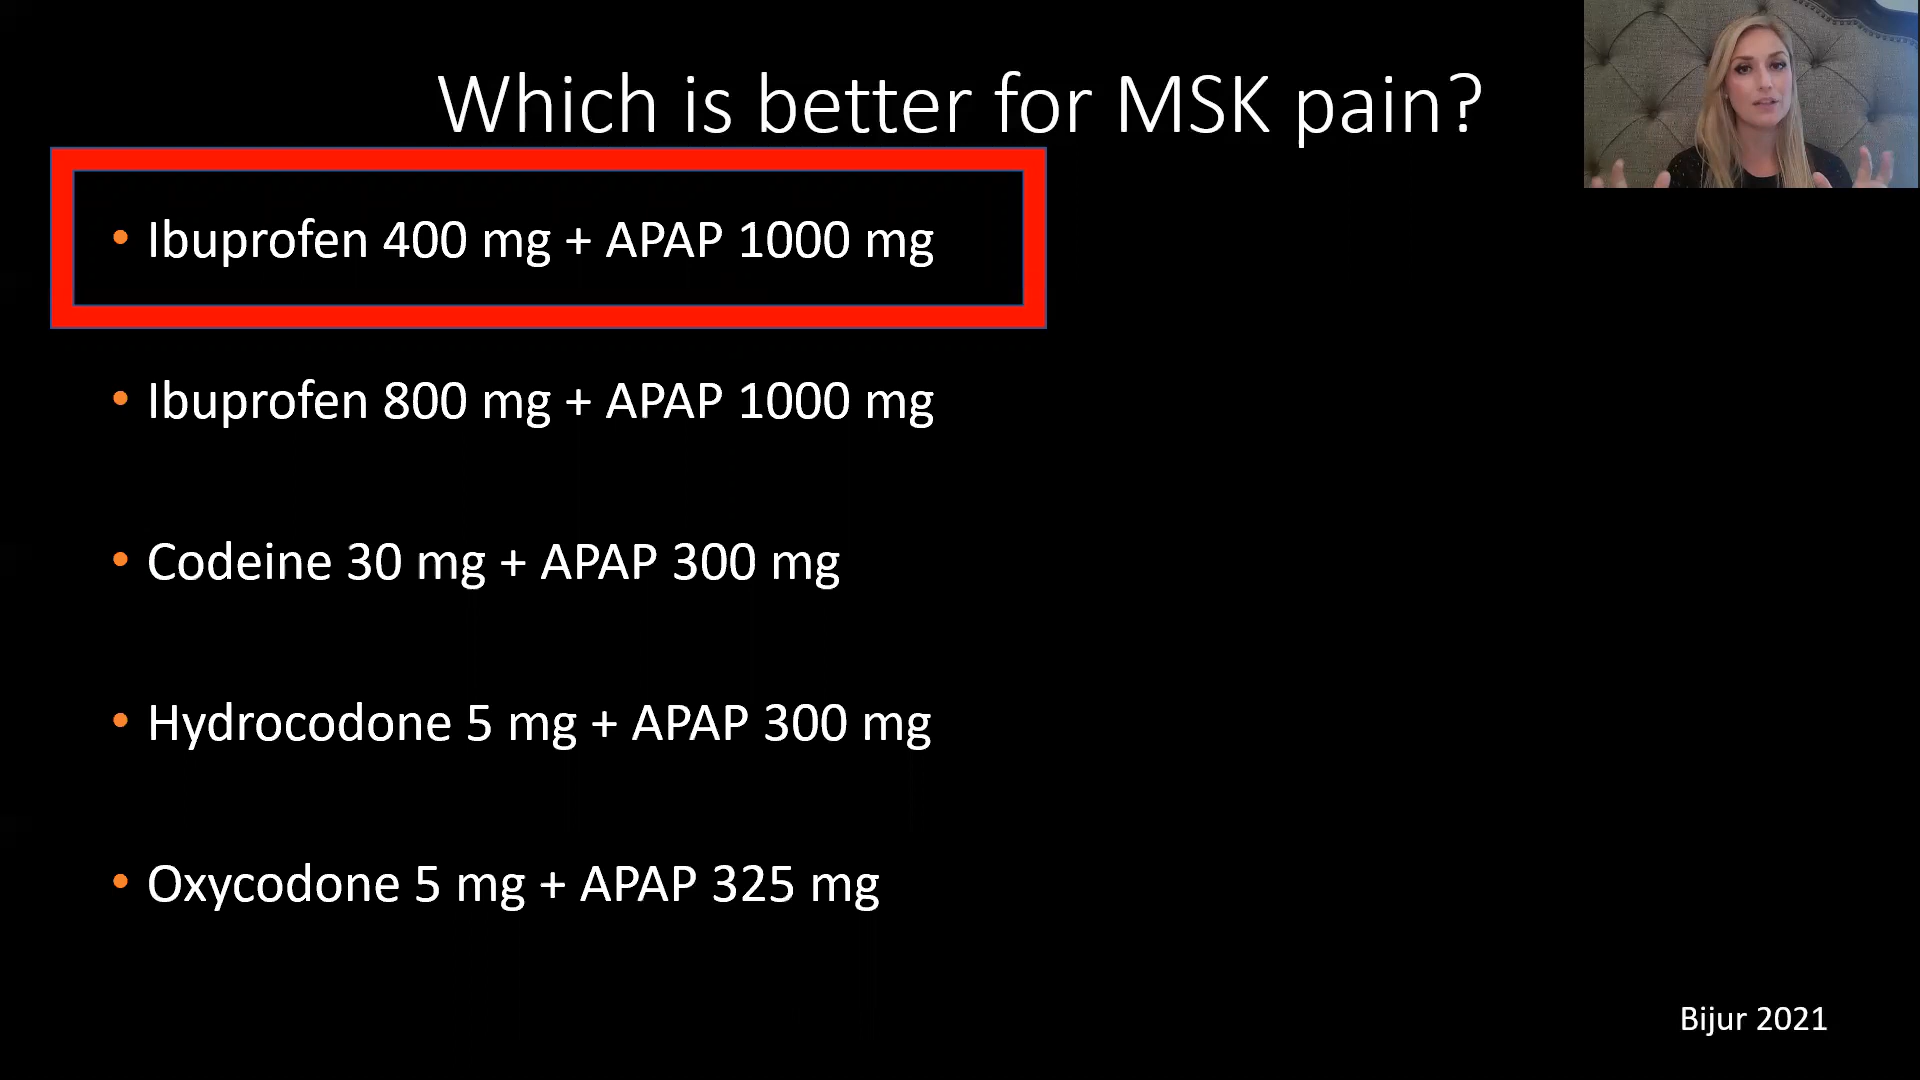 Which is better for MSK pain?
• Ibuprofen 400 mg + APAP 1000 mg
• Ibuprofen 800 mg + APAP 1000 mg
• Codeine 30 mg + APAP 300 mg
• Hydrocodone 5 mg + APAP 300 mg
• Oxycodone 5 mg + APAP 325 mg
Bijur 2021